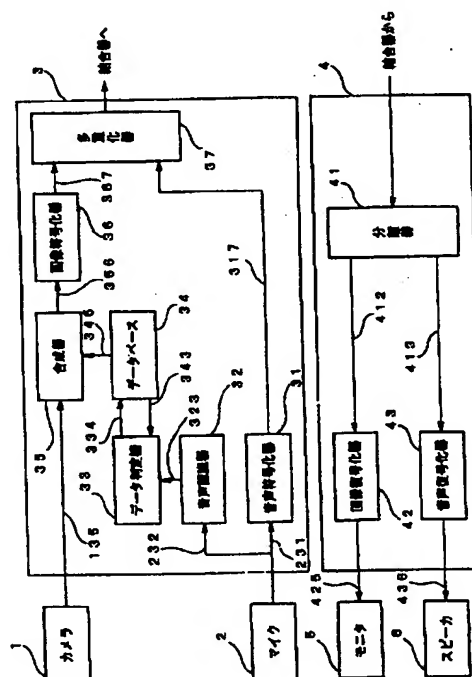 1
カメラ
135
35
合成器
356
36
画像符号化器
367
多重化器
37
3
結合器へ
345
34
データベース
334
343
33
データ判定器
323
32
音声認識器
232
2
マイク
231
31
音声符号化器
317
4
結合器から
41
分離器
412
413
42
画像復号化器
43
音声復号化器
425
436
5
モニタ
6
スピーカ